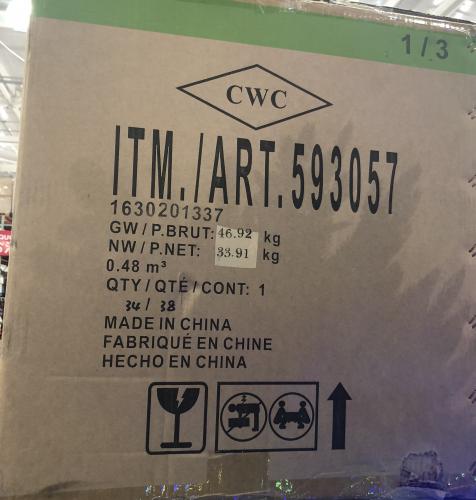 1/3
CWC
ITM./ART.593057
1630201337
GW/P.BRUT: 46.92 kg
NW/P.NET: 33.91 kg
0.48 m³
QTY/QTÉ/CONT: 1
34/38
MADE IN CHINA
FABRIQUÉ EN CHINE
HECHO EN CHINA